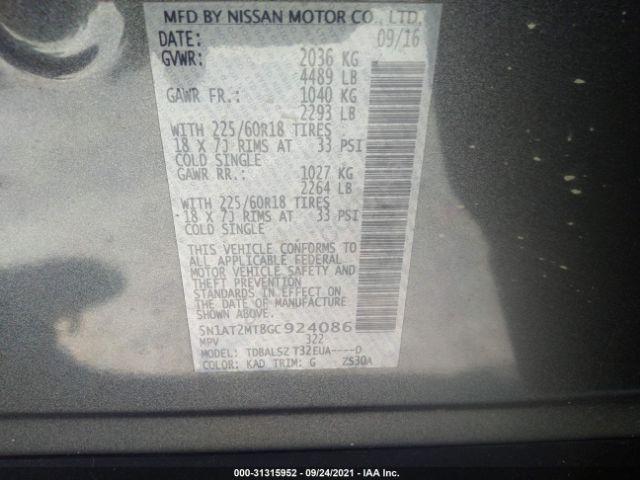 MFD BY NISSAN MOTOR CO., LTD.
DATE: 09/16
GVWR: 2036 KG
4489 LB
GAWR FR.: 1040 KG
2293 LB
WITH 225/60R18 TIRES
18 X 7J RIMS AT 33 PSI
COLD SINGLE
GAWR RR.: 1027 KG
2264 LB
WITH 225/60R18 TIRES
18 X 7J RIMS AT 33 PSI
COLD SINGLE
THIS VEHICLE CONFORMS TO
ALL APPLICABLE FEDERAL
MOTOR VEHICLE SAFETY AND
THEFT PREVENTION
STANDARDS IN EFFECT ON
THE DATE OF MANUFACTURE
SHOWN ABOVE.
5N1AT2MT8GC924086
MPV 322
MODEL: TDBALSZ T32EUA----D
COLOR: KAD TRIM: G ZS30A
000-31315952 - 09/24/2021 - IAA Inc.